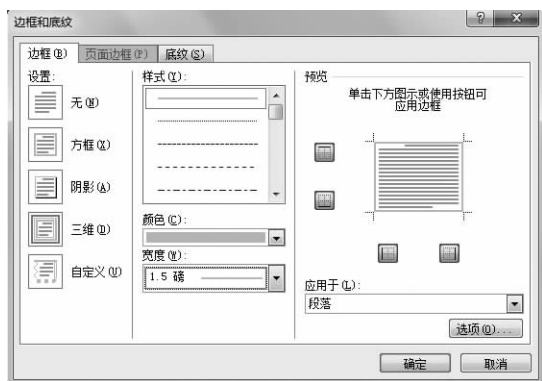 边框和底纹
边框(B) 页面边框(P) 底纹(S)
设置:
无(N)
方框(X)
阴影(A)
三维(D)
自定义(U)
样式(Y):
颜色(C):
宽度(W):
1.5 磅
预览
单击下方图示或使用按钮可
应用边框
应用于(L):
段落
选项(O)...
确定 取消